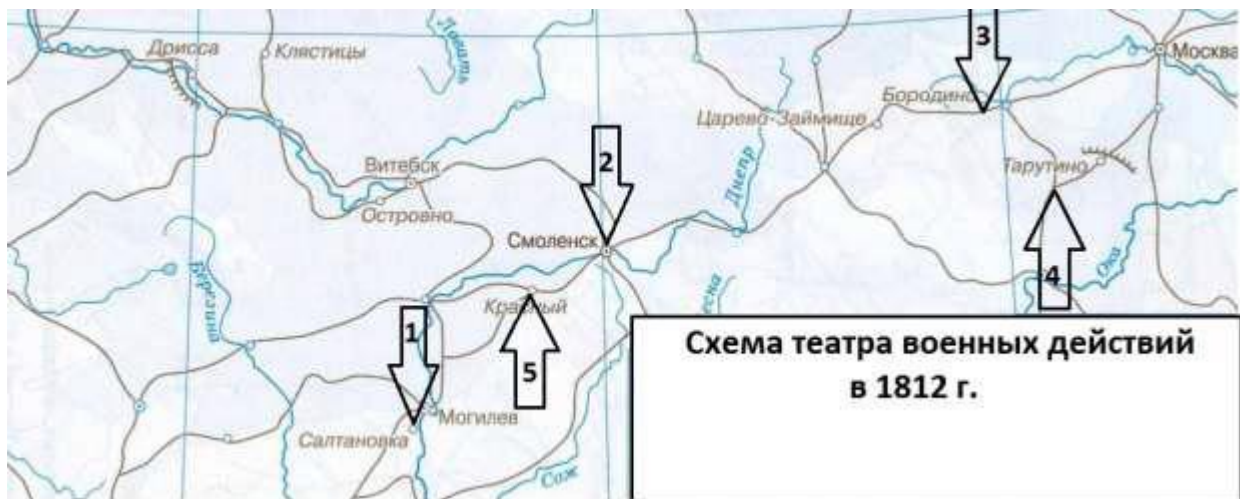 Дрисса
Клястицы
Ловать
Москва
3
Бородино
Царево-Займище
2
Витебск
Островно
Днепр
Тарутино
Смоленск
Березина
Ока
4
есна
Красный
1
5
Могилев
Салтановка
Сож
Схема театра военных действий
в 1812 г.